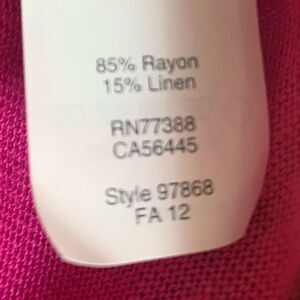 85% Rayon
15% Linen
RN77388
CA56445
Style 97868
FA 12